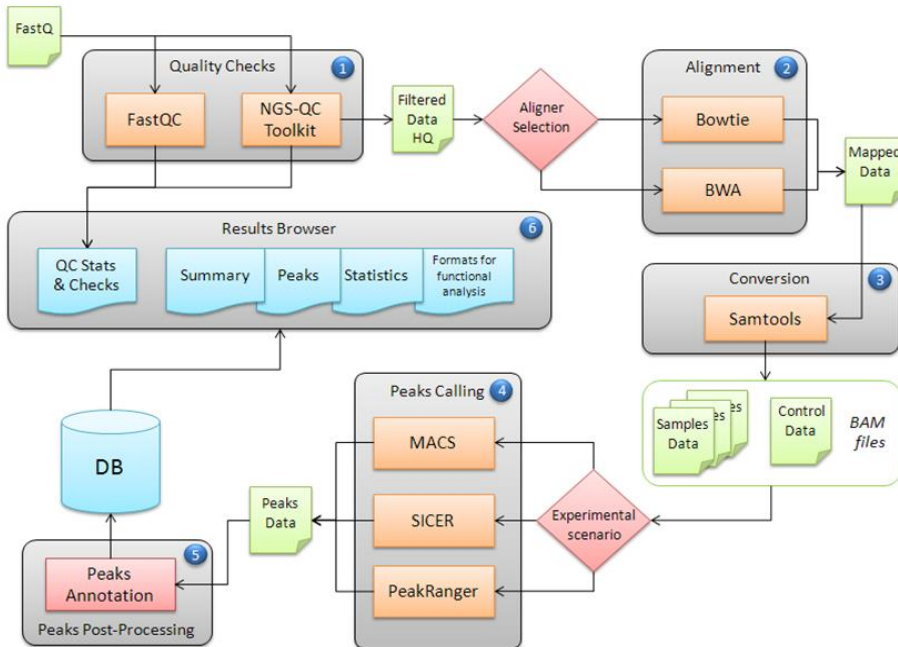 FastQ
Quality Checks
1
FastQC
NGS-QC
Toolkit
Filtered
Data
HQ
Aligner
Selection
Alignment
2
Bowtie
BWA
Mapped
Data
Results Browser
6
QC Stats
& Checks
Summary
Peaks
Statistics
Formats for
functional
analysis
Conversion
3
Samtools
Samples
Data
es
es
Control
Data
BAM
files
Peaks Calling
4
MACS
SICER
PeakRanger
Experimental
scenario
Peaks
Data
DB
5
Peaks
Annotation
Peaks Post-Processing